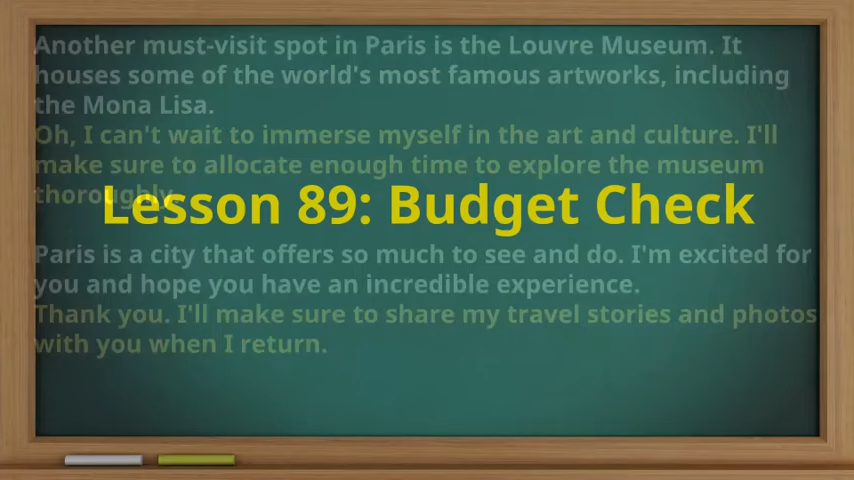 Another must-visit spot in Paris is the Louvre Museum. It
houses some of the world's most famous artworks, including
the Mona Lisa.
Oh, I can't wait to immerse myself in the art and culture. I'll
make sure to allocate enough time to explore the museum
thoroughly.
Lesson 89: Budget Check
Paris is a city that offers so much to see and do. I'm excited for
you and hope you have an incredible experience.
Thank you. I'll make sure to share my travel stories and photos
with you when I return.